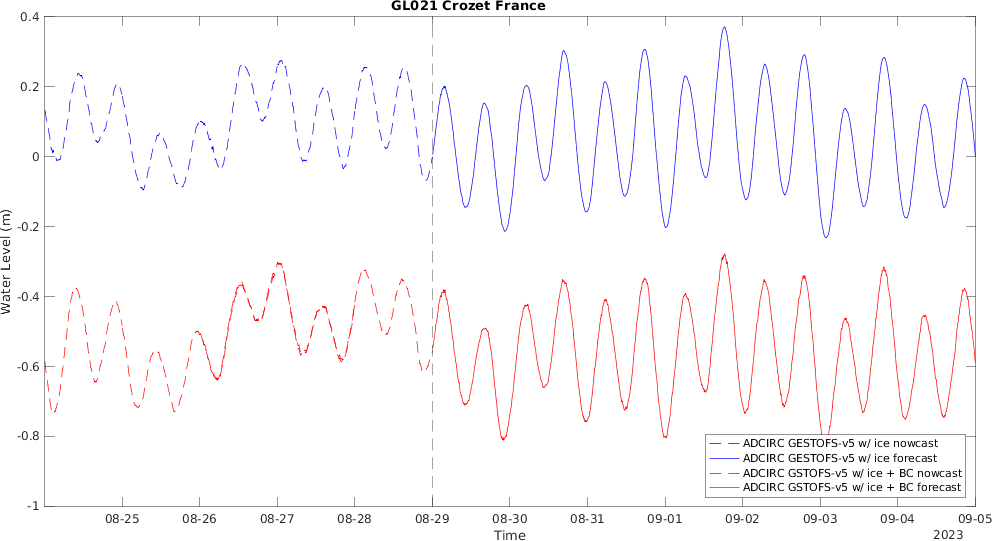 GL021 Crozet France
0.4
0.2
0
-0.2
-0.4
-0.6
-0.8
-1
Water Level (m)
ADCIRC GESTOFS-v5 w/ ice nowcast
ADCIRC GESTOFS-v5 w/ ice forecast
ADCIRC GSTOFS-v5 w/ ice + BC nowcast
ADCIRC GSTOFS-v5 w/ ice + BC forecast
08-25 08-26 08-27 08-28 08-29 08-30 08-31 09-01 09-02 09-03 09-04 09-05
Time
2023